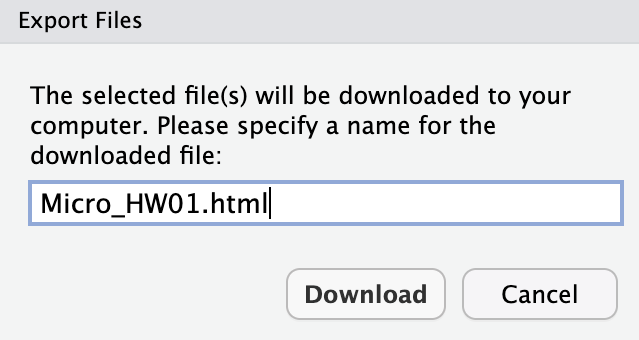 Export Files
The selected file(s) will be downloaded to your
computer. Please specify a name for the
downloaded file:
Micro_HW01.html
Download
Cancel